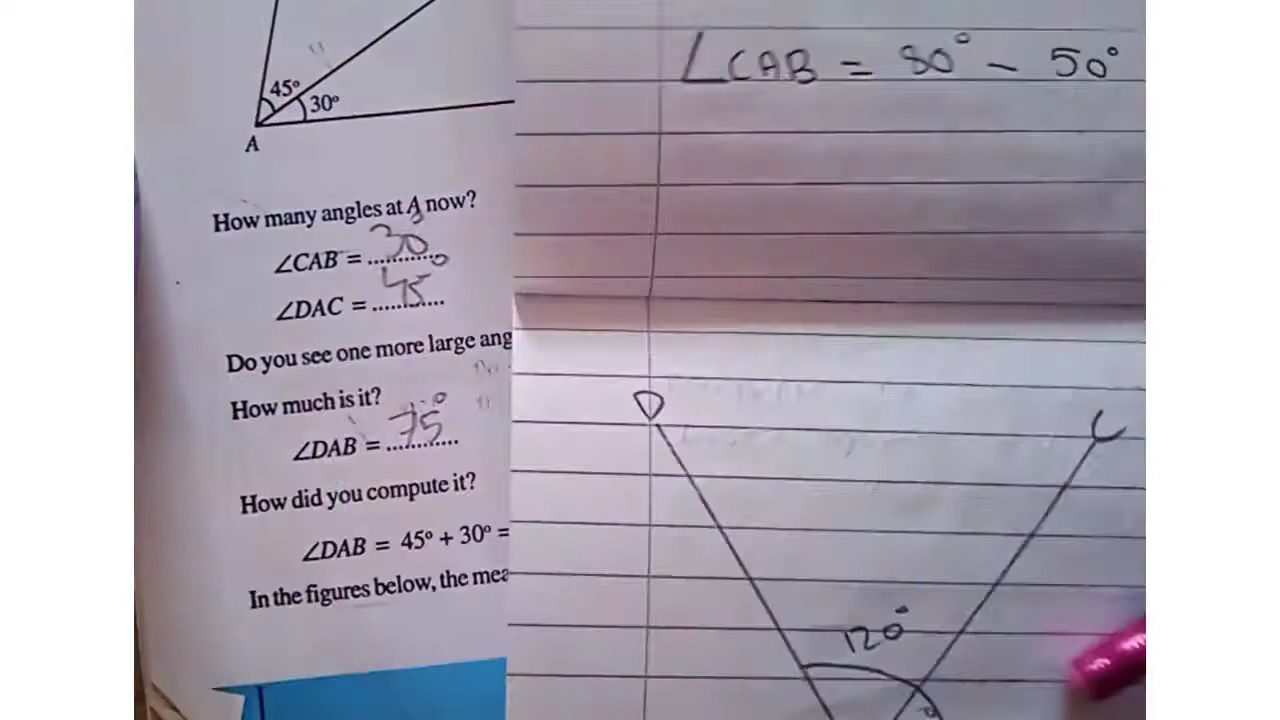 45°
30°
A
How many angles at A now?
∠CAB = 30°
∠DAC = 45
Do you see one more large ang
How much is it?
∠DAB = 75°
How did you compute it?
∠DAB = 45° + 30° =
In the figures below, the mea
∠CAB = 80° - 50°
D
C
120°